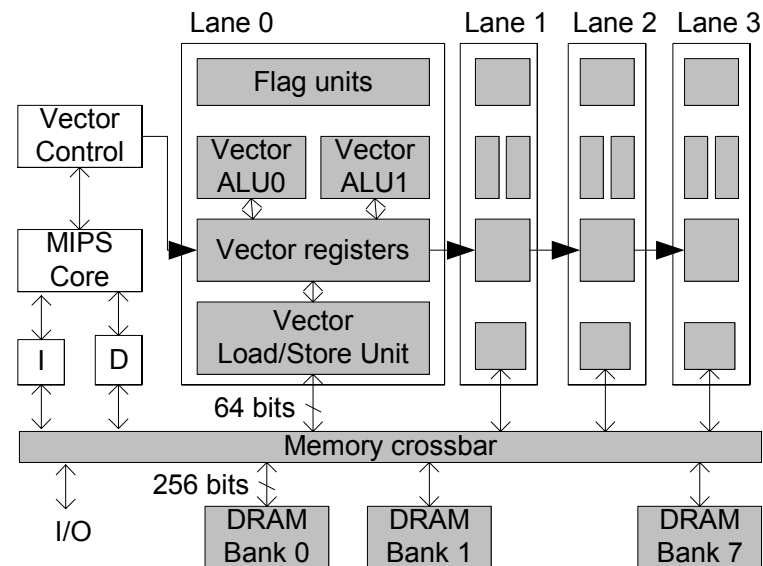 Lane 0
Lane 1
Lane 2
Lane 3
Flag units
Vector
Control
Vector
ALU0
Vector
ALU1
MIPS
Core
Vector registers
Vector
Load/Store Unit
I
D
64 bits
Memory crossbar
256 bits
I/O
DRAM
Bank 0
DRAM
Bank 1
DRAM
Bank 7